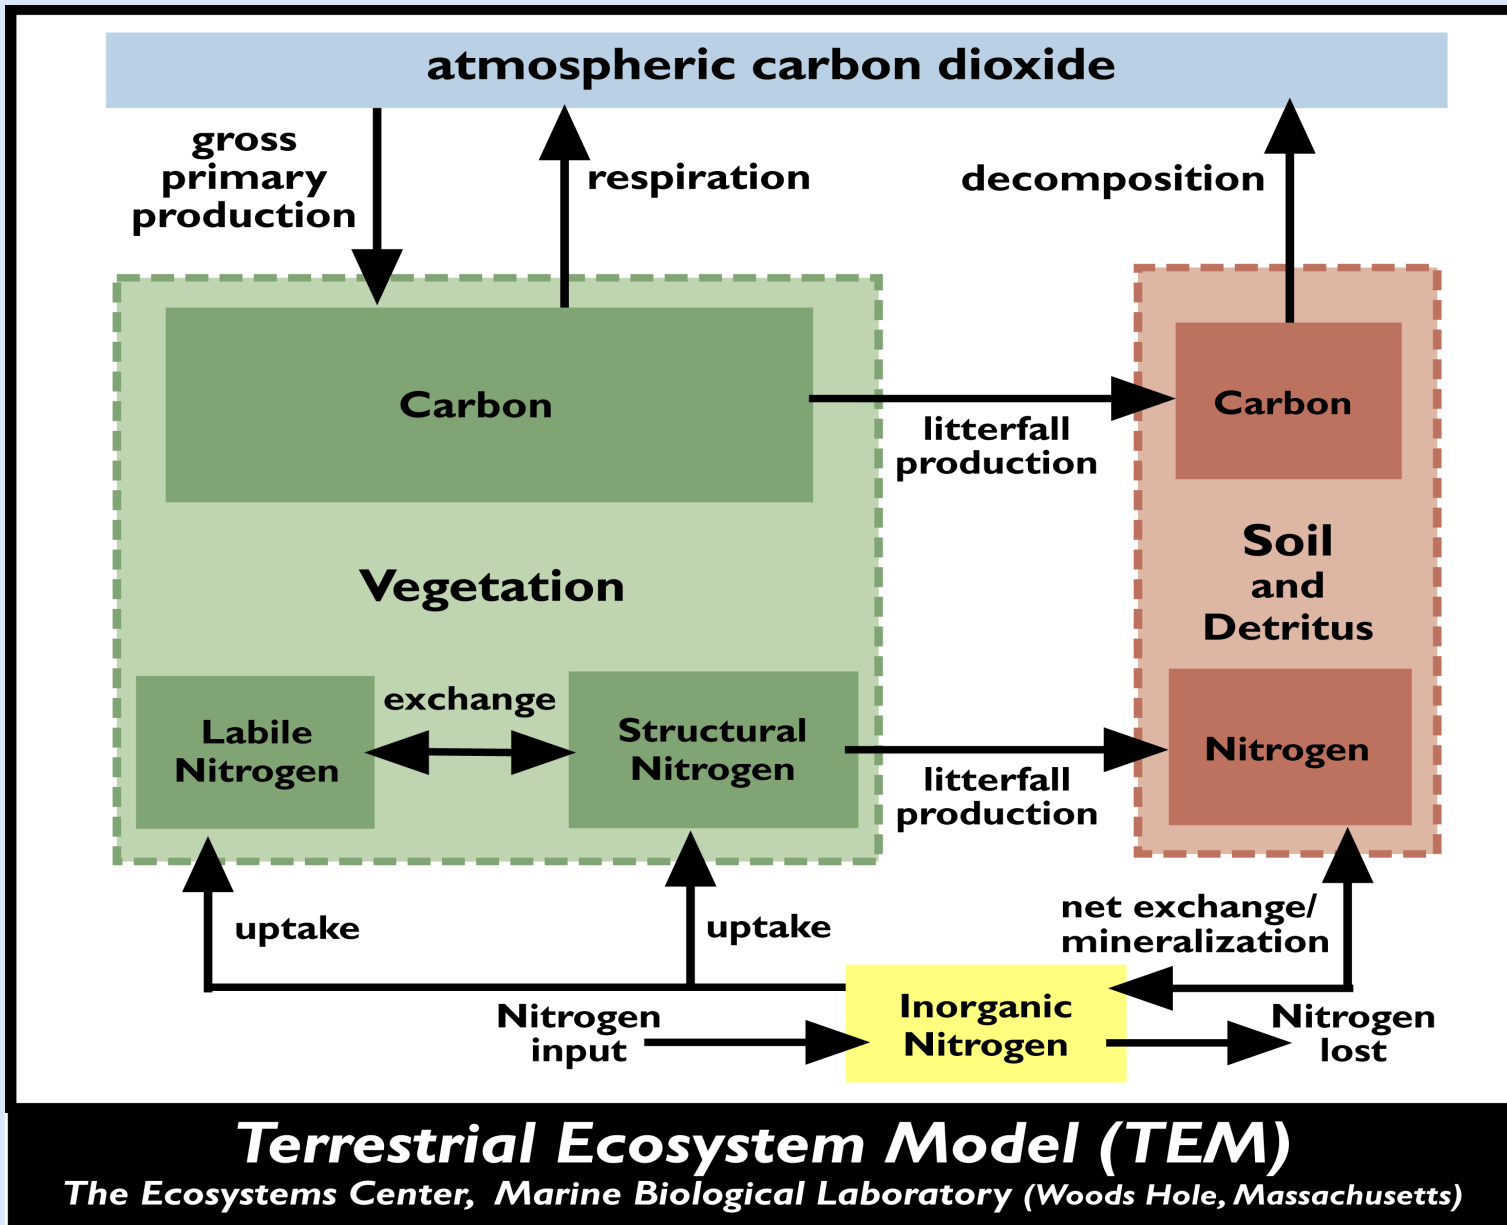 atmospheric carbon dioxide
gross
primary
production
respiration
decomposition
Carbon
litterfall
production
Carbon
Vegetation
Soil
and
Detritus
Labile
Nitrogen
exchange
Structural
Nitrogen
litterfall
production
Nitrogen
uptake
uptake
net exchange/
mineralization
Nitrogen
input
Inorganic
Nitrogen
Nitrogen
lost
Terrestrial Ecosystem Model (TEM)
The Ecosystems Center, Marine Biological Laboratory (Woods Hole, Massachusetts)